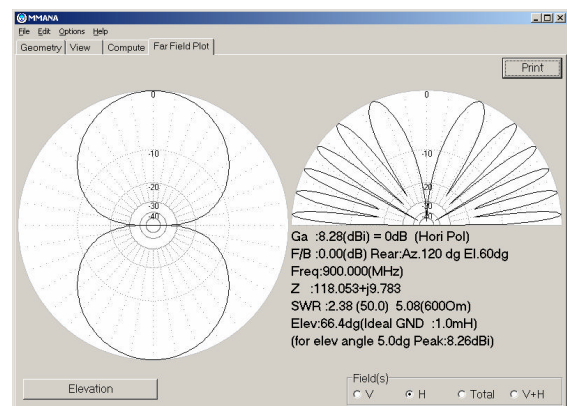 MMANA
File Edit Options Help
Geometry View Compute Far Field Plot
Print
0
-10
-20
-30
-40
0
-10
-20
-30
-40
Ga :8.28(dBi) = 0dB (Hori Pol)
F/B :0.00(dB) Rear:Az.120 dg El.60dg
Freq:900.000(MHz)
Z :118.053+j9.783
SWR :2.38 (50.0) 5.08(600Om)
Elev:66.4dg(Ideal GND :1.0mH)
(for elev angle 5.0dg Peak:8.26dBi)
Elevation
Field(s)
V H Total V+H